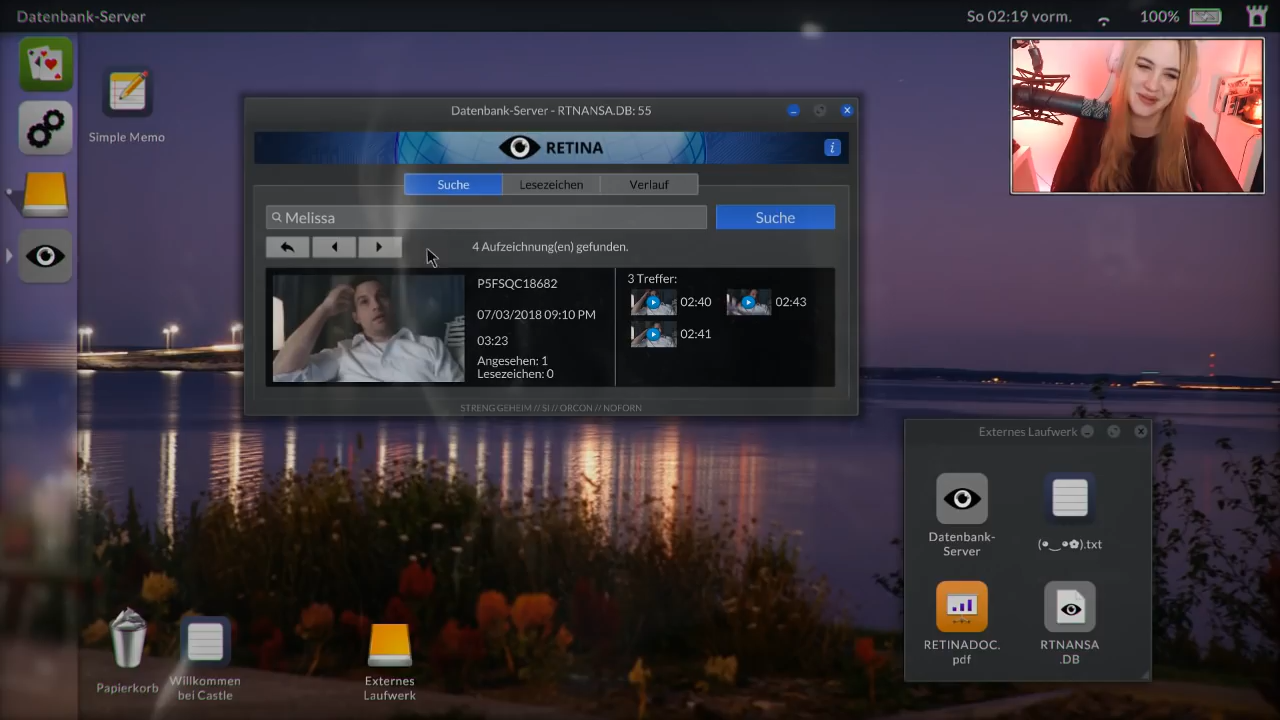 Datenbank-Server
So 02:19 vorm.
100%
Simple Memo
Datenbank-Server - RTNANSA.DB: 55
RETINA
i
Suche
Lesezeichen
Verlauf
Melissa
Suche
4 Aufzeichnung(en) gefunden.
P5FSQC18682
07/03/2018 09:10 PM
03:23
Angesehen: 1
Lesezeichen: 0
3 Treffer:
02:40
02:43
02:41
STRENG GEHEIM // SI // ORCON // NOFORN
Externes Laufwerk
Datenbank-
Server
(•‿•✿).txt
RETINADOC.
pdf
RTNANSA
.DB
Papierkorb
Willkommen
bei Castle
Externes
Laufwerk